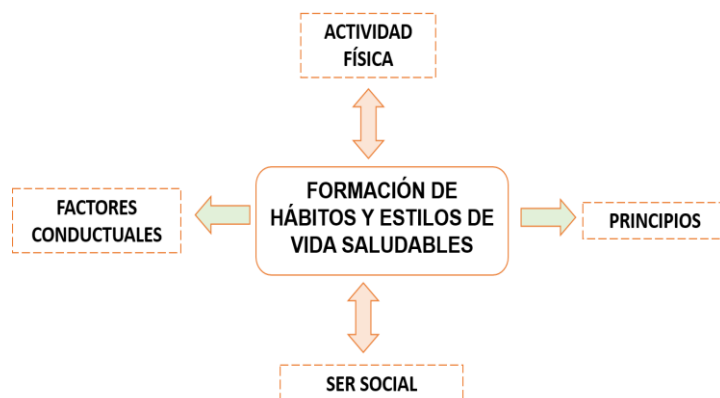 ACTIVIDAD
FÍSICA
FORMACIÓN DE
HÁBITOS Y ESTILOS DE
VIDA SALUDABLES
FACTORES
CONDUCTUALES
PRINCIPIOS
SER SOCIAL